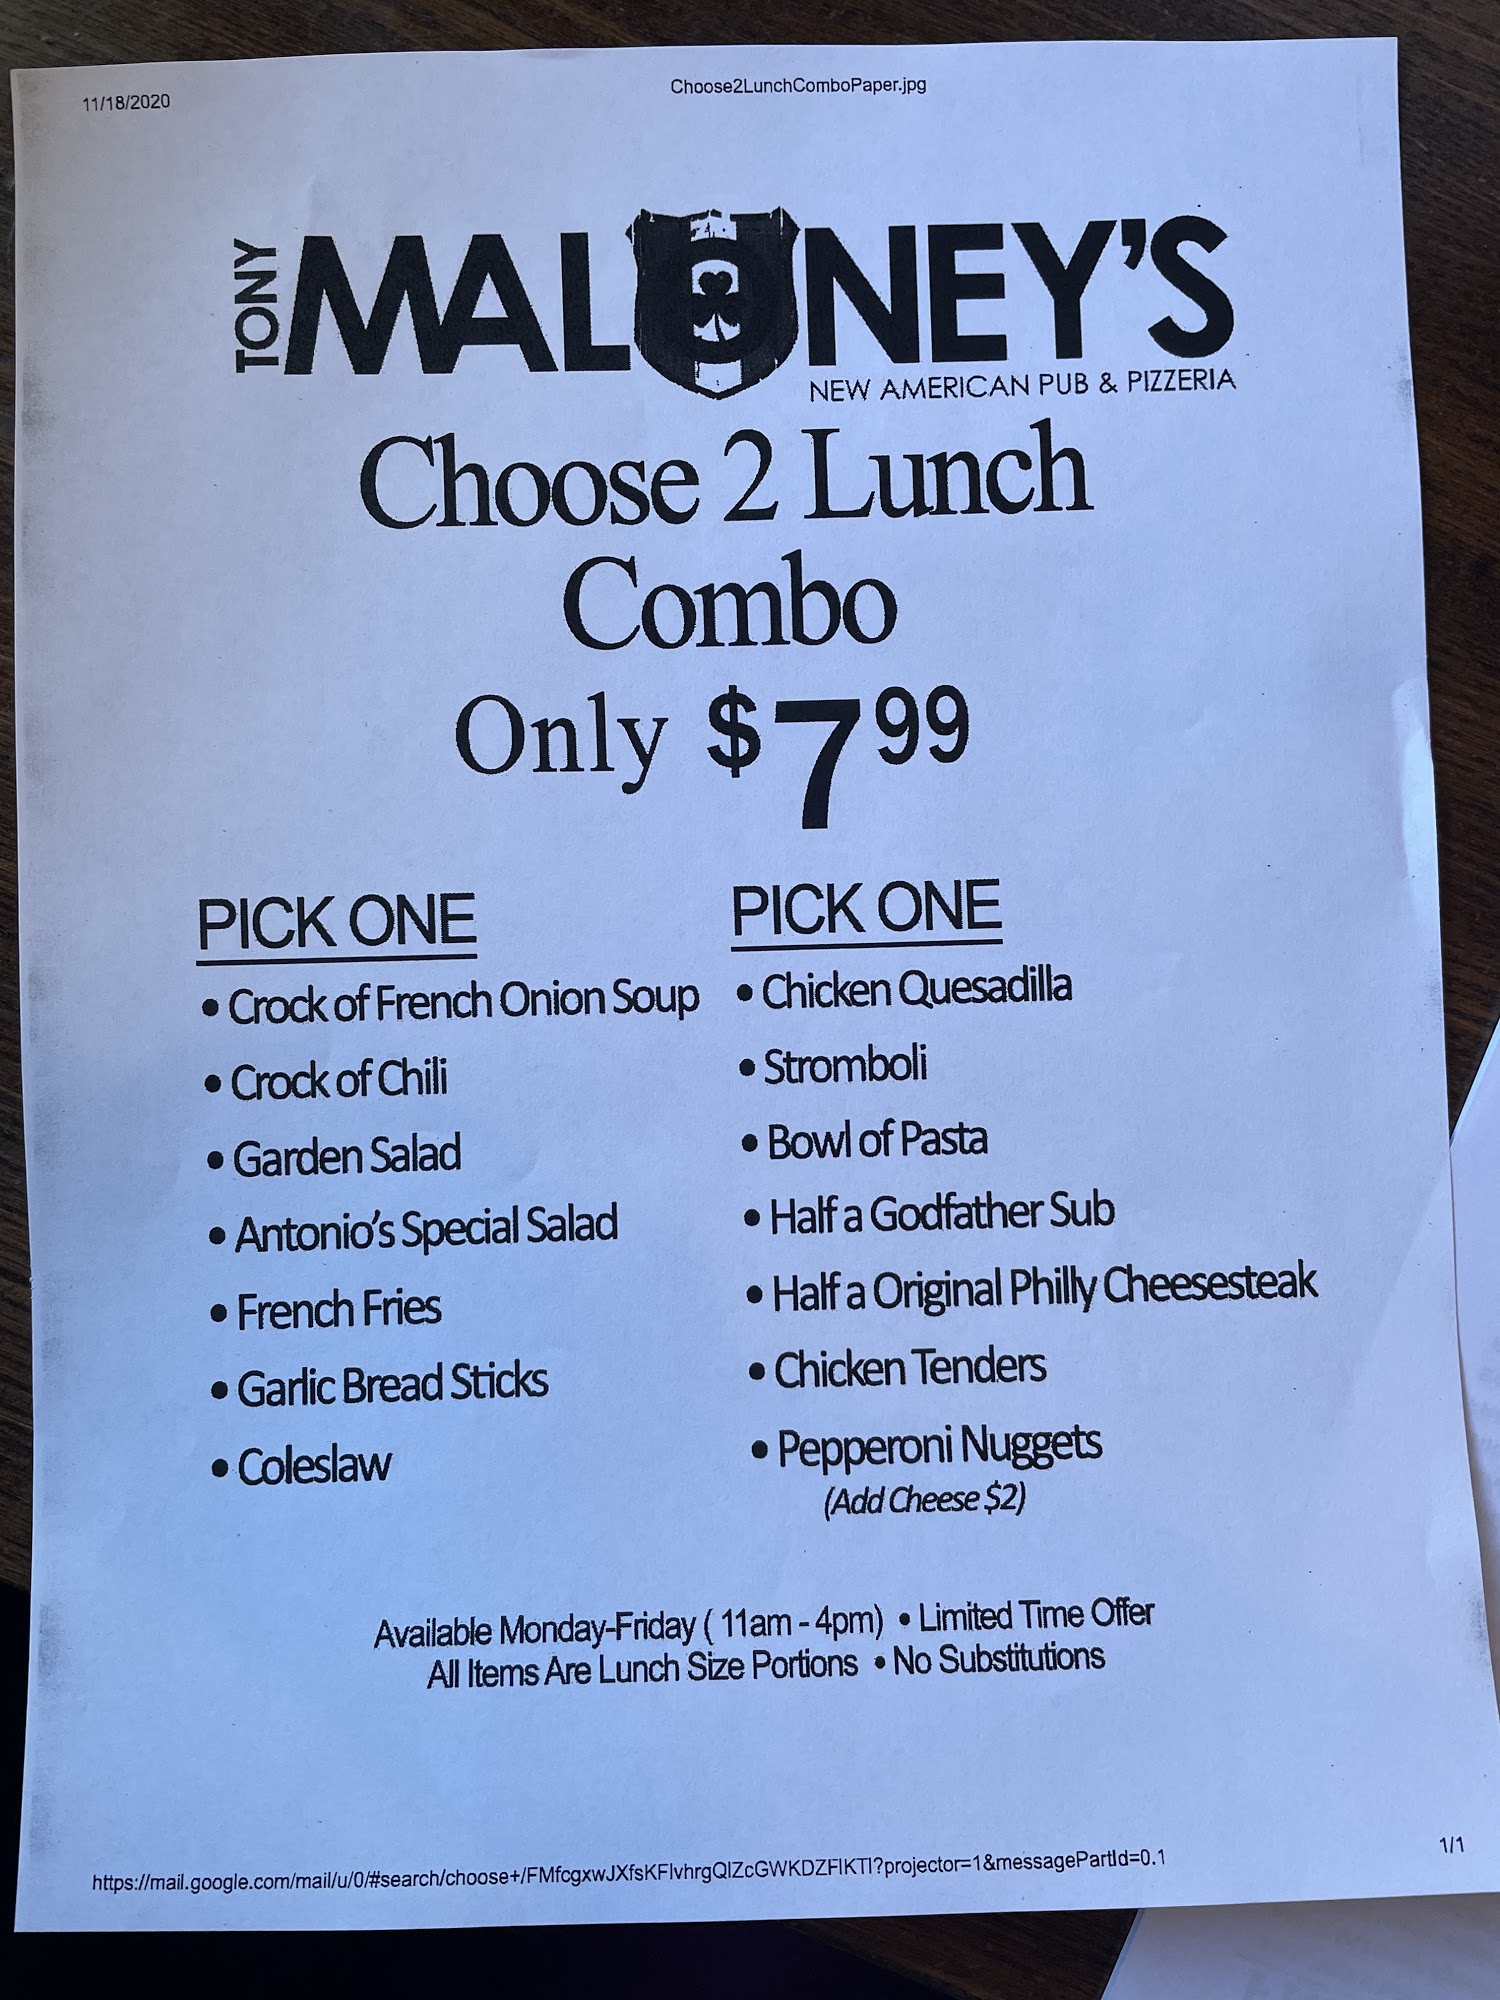 11/18/2020
Choose2LunchComboPaper.jpg
TONY MALONEY'S
NEW AMERICAN PUB & PIZZERIA
Choose 2 Lunch
Combo
Only $7 99
PICK ONE
• Crock of French Onion Soup
• Crock of Chili
• Garden Salad
• Antonio's Special Salad
• French Fries
• Garlic Bread Sticks
• Coleslaw
PICK ONE
• Chicken Quesadilla
• Stromboli
• Bowl of Pasta
• Half a Godfather Sub
• Half a Original Philly Cheesesteak
• Chicken Tenders
• Pepperoni Nuggets
(Add Cheese $2)
Available Monday-Friday ( 11am - 4pm) • Limited Time Offer
All Items Are Lunch Size Portions • No Substitutions
https://mail.google.com/mail/u/0/#search/choose+/FMfcgxwJXfsKFlvhrgQlZcGWKDZFlKTl?projector=1&messagePartId=0.1
1/1